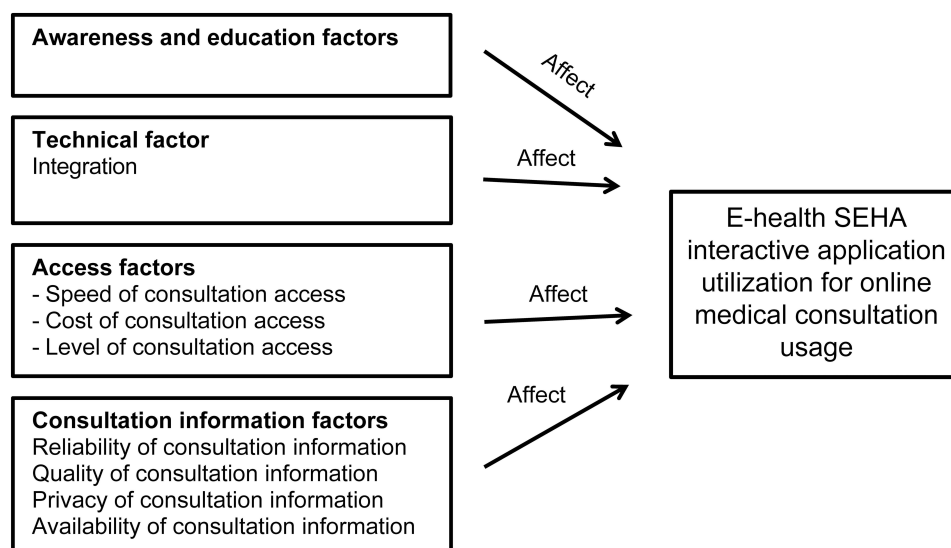 Awareness and education factors
Affect
Technical factor
Integration
Affect
Access factors
- Speed of consultation access
- Cost of consultation access
- Level of consultation access
Affect
Consultation information factors
Reliability of consultation information
Quality of consultation information
Privacy of consultation information
Availability of consultation information
Affect
E-health SEHA
interactive application
utilization for online
medical consultation
usage